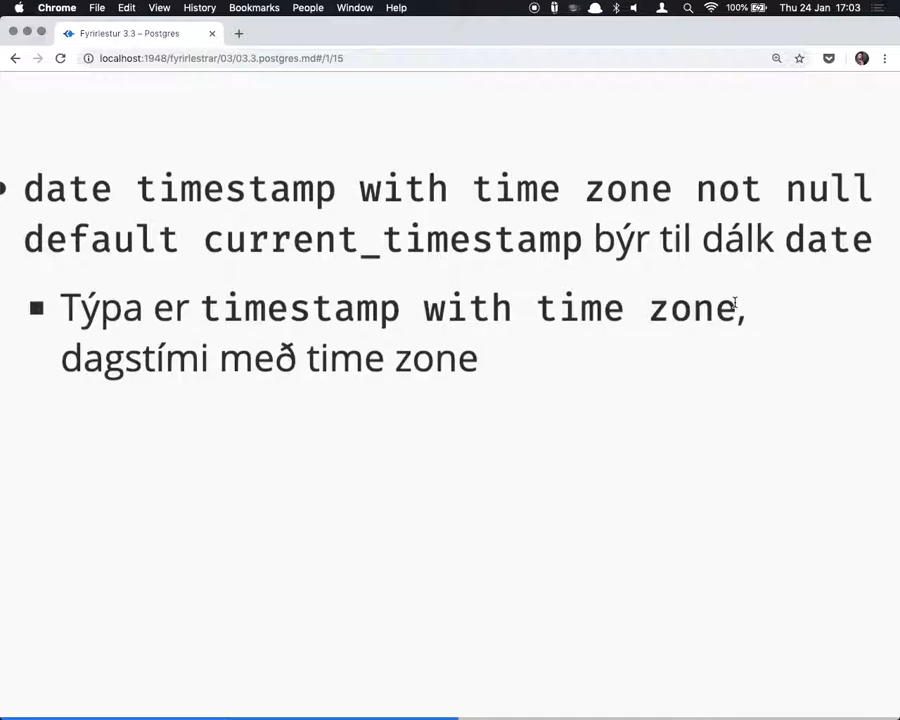 Chrome File Edit View History Bookmarks People Window Help 100% Thu 24 Jan 17:03
Fyrirlestur 3.3 – Postgres
localhost:1948/fyrirlestrar/03/03.3.postgres.md#/1/15
date timestamp with time zone not null
default current_timestamp býr til dálk date
Týpa er timestamp with time zone,
dagstími með time zone